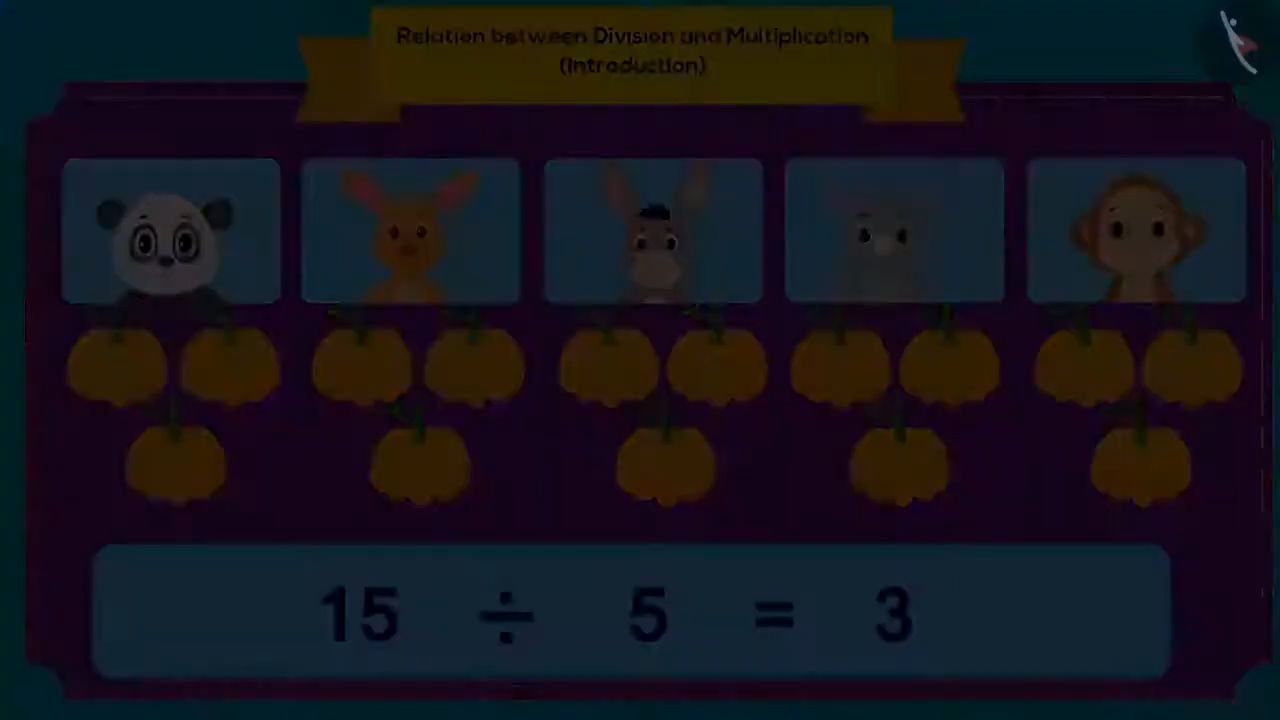 Relation between Division and Multiplication
(Introduction)
15 ÷ 5 = 3